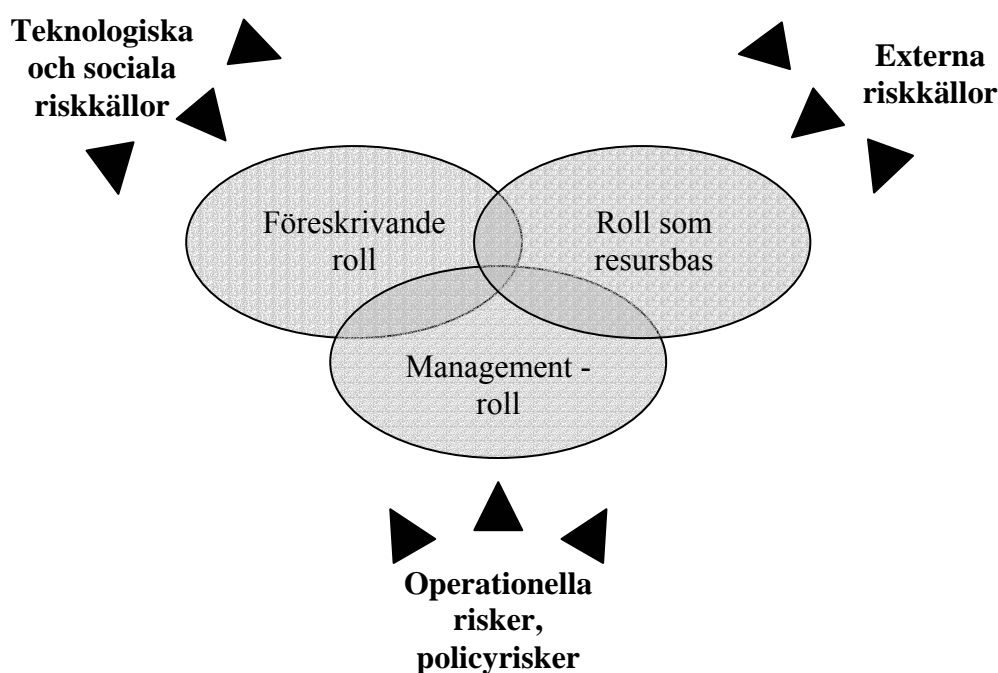 Teknologiska
och sociala
riskkällor
Externa
riskkällor
Föreskrivande
roll
Roll som
resursbas
Management -
roll
Operationella
risker,
policyrisker